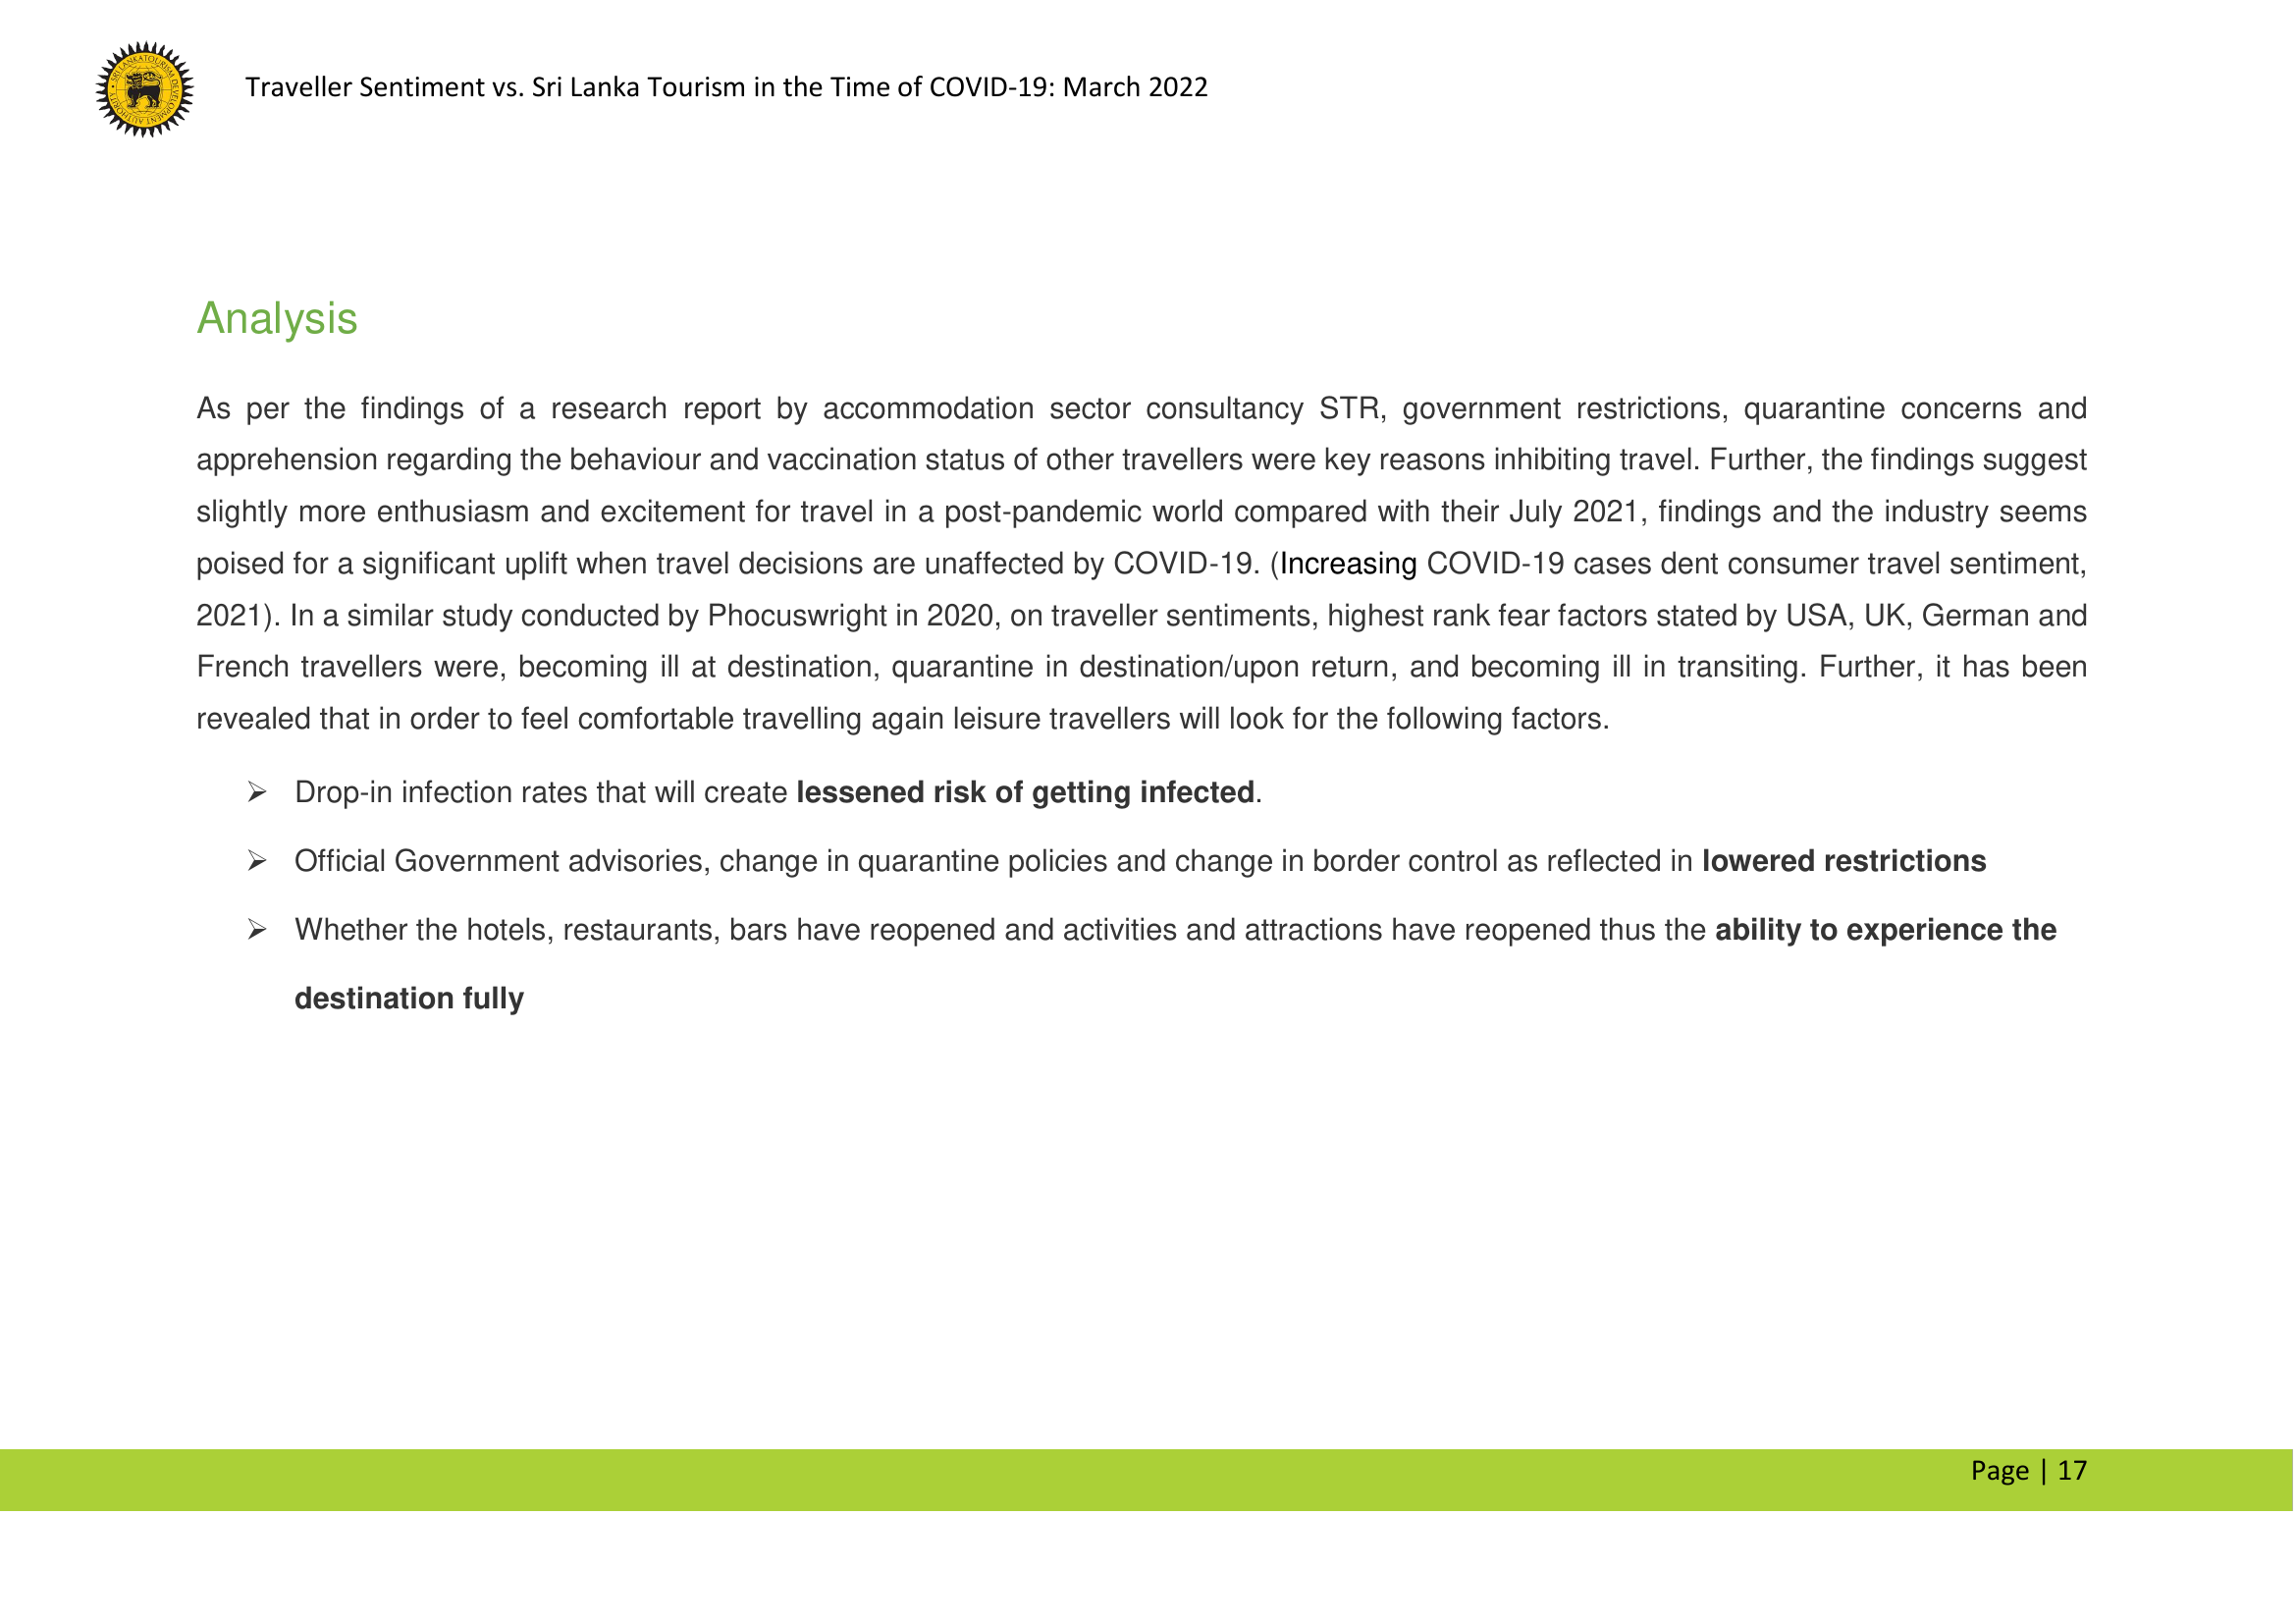 SRI LANKA TOURISM DEVELOPMENT AUTHORITY
Traveller Sentiment vs. Sri Lanka Tourism in the Time of COVID-19: March 2022
Analysis
As per the findings of a research report by accommodation sector consultancy STR, government restrictions, quarantine concerns and
apprehension regarding the behaviour and vaccination status of other travellers were key reasons inhibiting travel. Further, the findings suggest
slightly more enthusiasm and excitement for travel in a post-pandemic world compared with their July 2021, findings and the industry seems
poised for a significant uplift when travel decisions are unaffected by COVID-19. (Increasing COVID-19 cases dent consumer travel sentiment,
2021). In a similar study conducted by Phocuswright in 2020, on traveller sentiments, highest rank fear factors stated by USA, UK, German and
French travellers were, becoming ill at destination, quarantine in destination/upon return, and becoming ill in transiting. Further, it has been
revealed that in order to feel comfortable travelling again leisure travellers will look for the following factors.
➢ Drop-in infection rates that will create lessened risk of getting infected.
➢ Official Government advisories, change in quarantine policies and change in border control as reflected in lowered restrictions
➢ Whether the hotels, restaurants, bars have reopened and activities and attractions have reopened thus the ability to experience the
destination fully
Page | 17